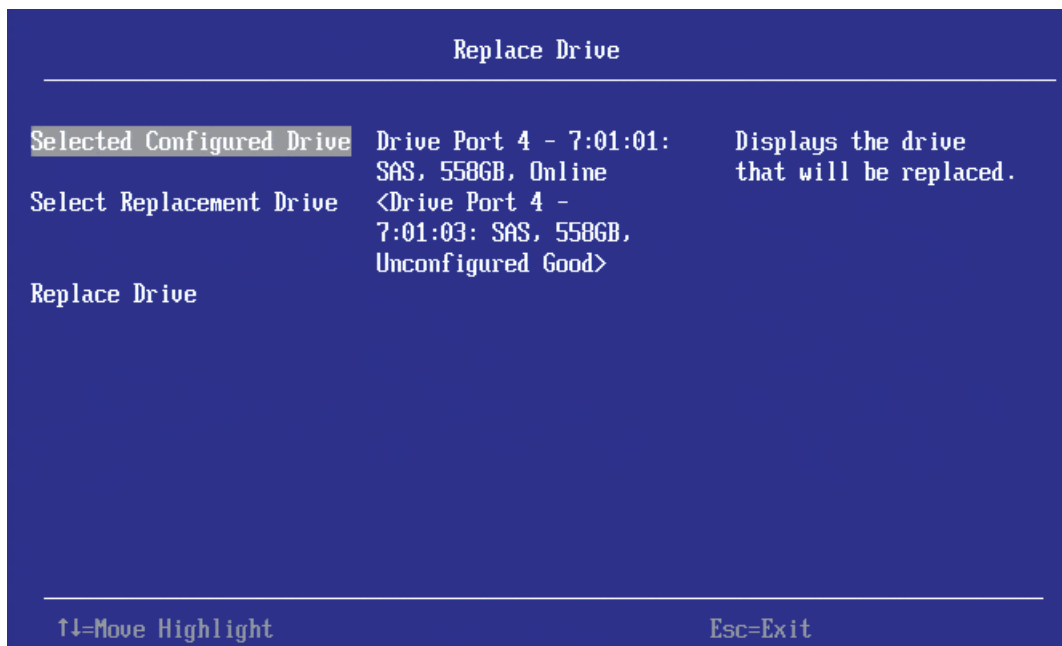 Replace Drive
Selected Configured Drive
Drive Port 4 - 7:01:01:
SAS, 558GB, Online
Displays the drive
that will be replaced.
Select Replacement Drive
<Drive Port 4 -
7:01:03: SAS, 558GB,
Unconfigured Good>
Replace Drive
↑↓=Move Highlight
Esc=Exit